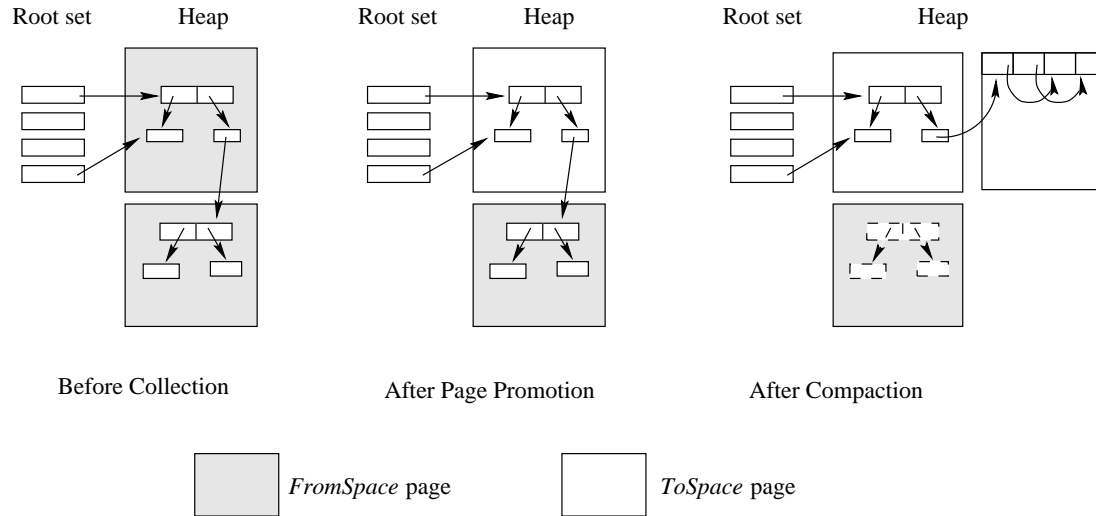 Root set Heap Root set Heap Root set Heap
Before Collection After Page Promotion After Compaction
FromSpace page ToSpace page